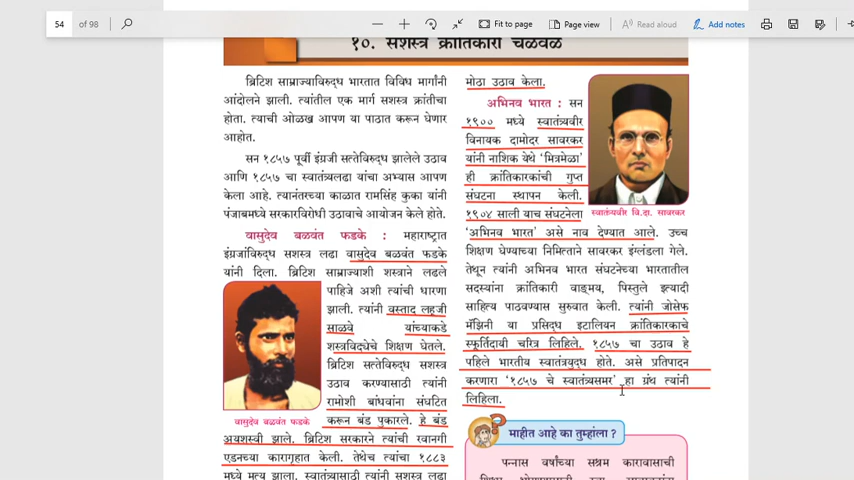 54 of 98
Fit to page
Page view
Read aloud
Add notes
१०. सशस्त्र क्रांतिकारी चळवळ
ब्रिटिश साम्राज्याविरुद्ध भारतात विविध मार्गांनी
आंदोलने झाली. त्यांतील एक मार्ग सशस्त्र क्रांतीचा
होता. त्याची ओळख आपण या पाठात करून घेणार
आहोत.
सन १८५७ पूर्वी इंग्रजी सत्तेविरुद्ध झालेले उठाव
आणि १८५७ चा स्वातंत्र्यलढा यांचा अभ्यास आपण
केला आहे. त्यानंतरच्या काळात रामसिंह कुका यांनी
पंजाबमध्ये सरकारविरोधी उठावाचे आयोजन केले होते.
वासुदेव बळवंत फडके : महाराष्ट्रात
इंग्रजांविरुद्ध सशस्त्र लढा वासुदेव बळवंत फडके
यांनी दिला. ब्रिटिश साम्राज्याशी शस्त्राने लढले
पाहिजे अशी त्यांची धारणा
झाली. त्यांनी वस्ताद लहूजी
साळवे यांच्याकडे
शस्त्रविद्येचे शिक्षण घेतले.
ब्रिटिश सत्तेविरुद्ध सशस्त्र
उठाव करण्यासाठी त्यांनी
रामोशी बांधवांना संघटित
करून बंड पुकारले. हे बंड
वासुदेव बळवंत फडके
अयशस्वी झाले. ब्रिटिश सरकारने त्यांची रवानगी
एडनच्या कारागृहात केली. तेथेच त्यांचा १८८३
मध्ये मृत्यू झाला. स्वातंत्र्यासाठी त्यांनी सशस्त्र लढा
मोठा उठाव केला.
अभिनव भारत : सन
१९०० मध्ये स्वातंत्र्यवीर
विनायक दामोदर सावरकर
यांनी नाशिक येथे ‘मित्रमेळा’
ही क्रांतिकारकांची गुप्त
संघटना स्थापन केली.
१९०४ साली याच संघटनेला
स्वातंत्र्यवीर वि.दा. सावरकर
‘अभिनव भारत’ असे नाव देण्यात आले. उच्च
शिक्षण घेण्याच्या निमित्ताने सावरकर इंग्लंडला गेले.
तेथून त्यांनी अभिनव भारत संघटनेच्या भारतातील
सदस्यांना क्रांतिकारी वाङ्मय, पिस्तुले इत्यादी
साहित्य पाठवण्यास सुरुवात केली. त्यांनी जोसेफ
मॅझिनी या प्रसिद्ध इटालियन क्रांतिकारकाचे
स्फूर्तिदायी चरित्र लिहिले. १८५७ चा उठाव हे
पहिले भारतीय स्वातंत्र्ययुद्ध होते. असे प्रतिपादन
करणारा ‘१८५७ चे स्वातंत्र्यसमर’ हा ग्रंथ त्यांनी
लिहिला.
माहीत आहे का तुम्हांला ?
पन्नास वर्षांच्या सश्रम कारावासाची